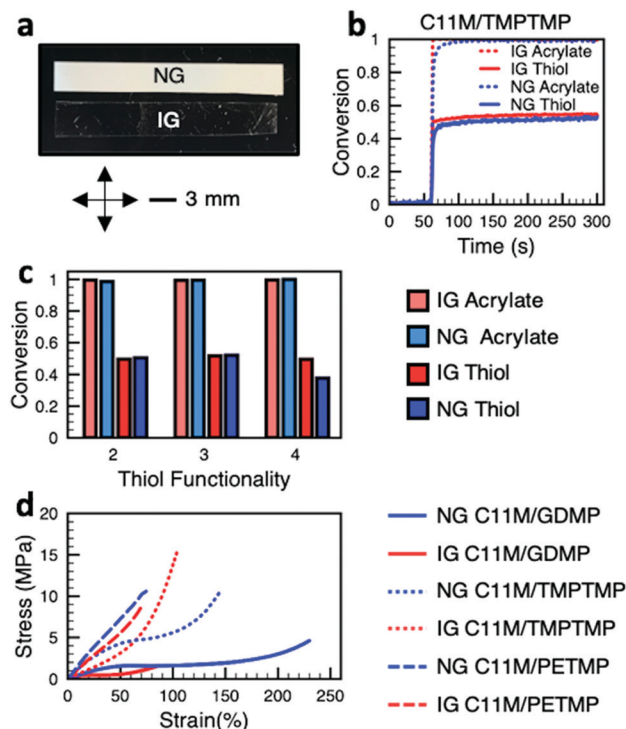 a
NG
IG
3 mm
b
C11M/TMPTMP
IG Acrylate
IG Thiol
NG Acrylate
NG Thiol
Conversion
1
0.8
0.6
0.4
0.2
0
0 50 100 150 200 250 300
Time (s)
c
Conversion
1
0.8
0.6
0.4
0.2
0
2 3 4
Thiol Functionality
IG Acrylate
NG Acrylate
IG Thiol
NG Thiol
d
Stress (MPa)
20
15
10
5
0
0 50 100 150 200 250
Strain(%)
NG C11M/GDMP
IG C11M/GDMP
NG C11M/TMPTMP
IG C11M/TMPTMP
NG C11M/PETMP
IG C11M/PETMP